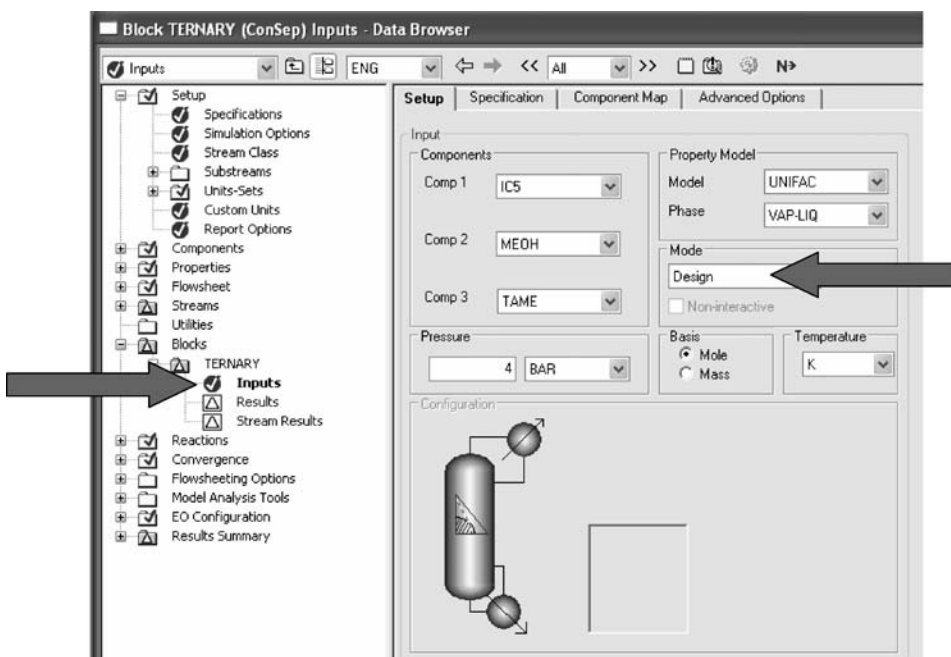 Block TERNARY (ConSep) Inputs - Data Browser
Inputs ENG << All >> N>
Setup
Specifications
Simulation Options
Stream Class
Substreams
Units-Sets
Custom Units
Report Options
Components
Properties
Flowsheet
Streams
Utilities
Blocks
TERNARY
Inputs
Results
Stream Results
Reactions
Convergence
Flowsheeting Options
Model Analysis Tools
EO Configuration
Results Summary
Setup Specification Component Map Advanced Options
Input
Components
Comp 1 IC5
Comp 2 MEOH
Comp 3 TAME
Property Model
Model UNIFAC
Phase VAP-LIQ
Mode
Design
Non-interactive
Pressure
4 BAR
Basis
Mole
Mass
Temperature
K
Configuration